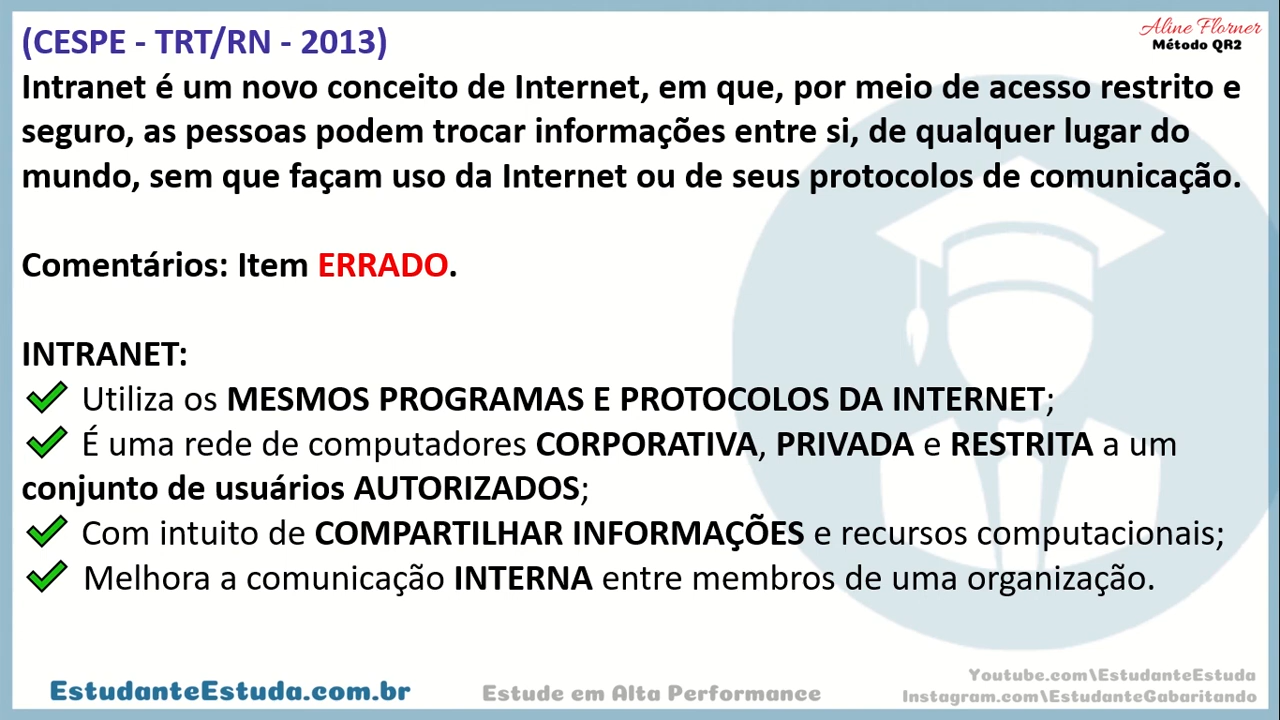 (CESPE - TRT/RN - 2013)
Aline Florner
Método QR2
Intranet é um novo conceito de Internet, em que, por meio de acesso restrito e
seguro, as pessoas podem trocar informações entre si, de qualquer lugar do
mundo, sem que façam uso da Internet ou de seus protocolos de comunicação.
Comentários: Item ERRADO.
INTRANET:
Utiliza os MESMOS PROGRAMAS E PROTOCOLOS DA INTERNET;
É uma rede de computadores CORPORATIVA, PRIVADA e RESTRITA a um
conjunto de usuários AUTORIZADOS;
Com intuito de COMPARTILHAR INFORMAÇÕES e recursos computacionais;
Melhora a comunicação INTERNA entre membros de uma organização.
EstudanteEstuda.com.br
Estude em Alta Performance
Youtube.com\EstudanteEstuda
Instagram.com\EstudanteGabaritando